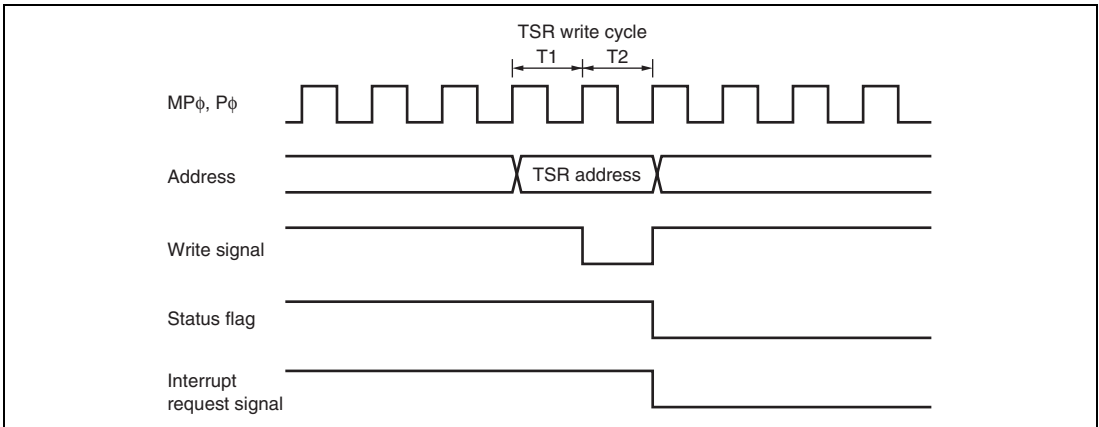 TSR write cycle
T1 T2
MPϕ, Pϕ
Address
TSR address
Write signal
Status flag
Interrupt
request signal